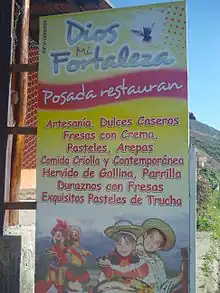 Dios
Mi
Fortaleza
Posada restauran
Artesanía, Dulces Caseros
Fresas con Crema,
Pasteles, Arepas
Comida Criolla y Contemporánea
Hervido de Gallina, Parrilla
Duraznos con Fresas
Exquisitos Pasteles de Trucha